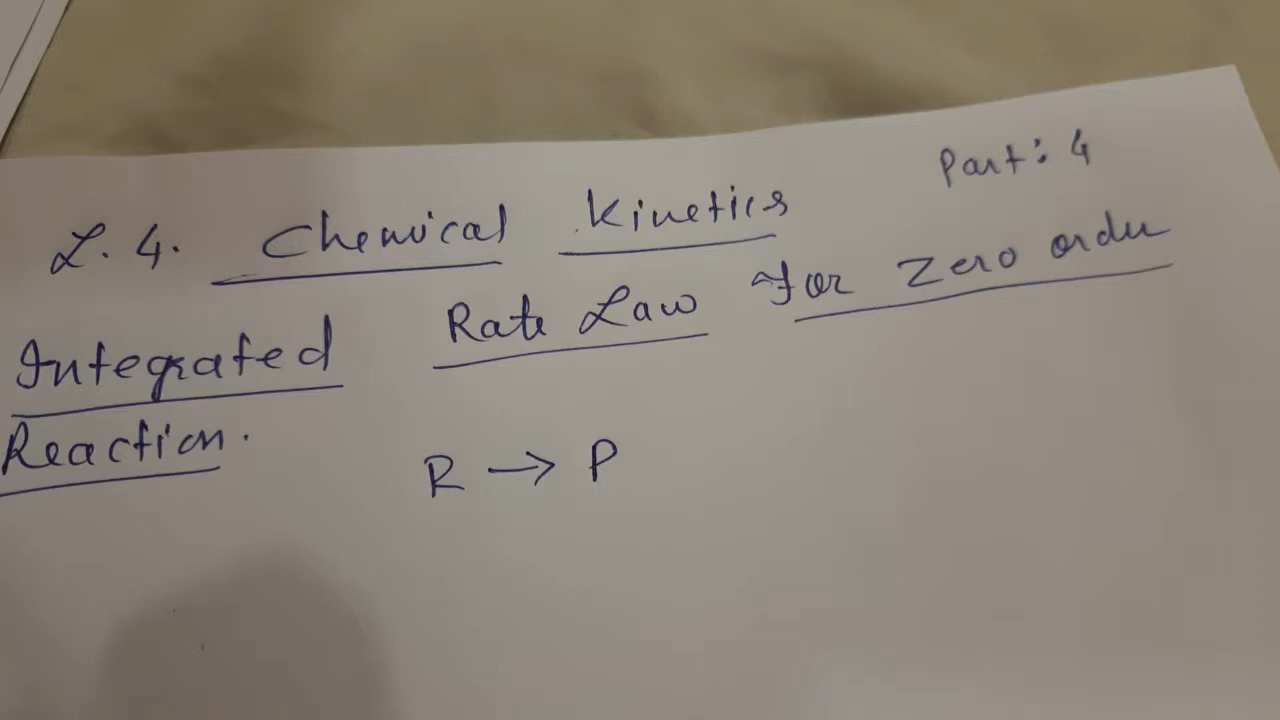 Part: 4
L. 4. Chemical Kinetics
Integrated Rate Law for Zero order
Reaction.
R → P